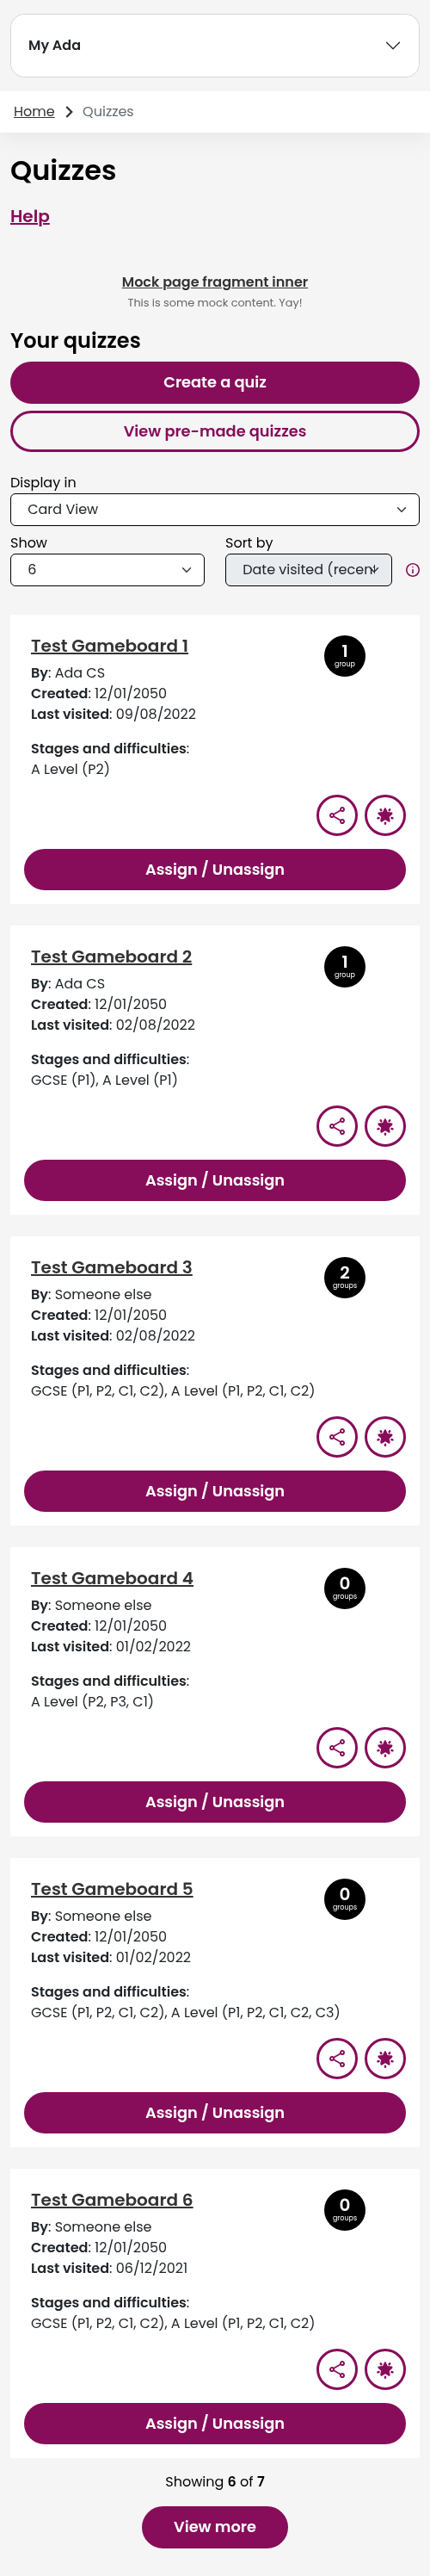 My Ada
Home > Quizzes
Quizzes
Help
Mock page fragment inner
This is some mock content. Yay!
Your quizzes
Create a quiz
View pre-made quizzes
Display in
Card View
Show
Sort by
6
Date visited (recent
Test Gameboard 1
1
group
By: Ada CS
Created: 12/01/2050
Last visited: 09/08/2022
Stages and difficulties:
A Level (P2)
Assign / Unassign
Test Gameboard 2
1
group
By: Ada CS
Created: 12/01/2050
Last visited: 02/08/2022
Stages and difficulties:
GCSE (P1), A Level (P1)
Assign / Unassign
Test Gameboard 3
2
groups
By: Someone else
Created: 12/01/2050
Last visited: 02/08/2022
Stages and difficulties:
GCSE (P1, P2, C1, C2), A Level (P1, P2, C1, C2)
Assign / Unassign
Test Gameboard 4
0
groups
By: Someone else
Created: 12/01/2050
Last visited: 01/02/2022
Stages and difficulties:
A Level (P2, P3, C1)
Assign / Unassign
Test Gameboard 5
0
groups
By: Someone else
Created: 12/01/2050
Last visited: 01/02/2022
Stages and difficulties:
GCSE (P1, P2, C1, C2), A Level (P1, P2, C1, C2, C3)
Assign / Unassign
Test Gameboard 6
0
groups
By: Someone else
Created: 12/01/2050
Last visited: 06/12/2021
Stages and difficulties:
GCSE (P1, P2, C1, C2), A Level (P1, P2, C1, C2)
Assign / Unassign
Showing 6 of 7
View more